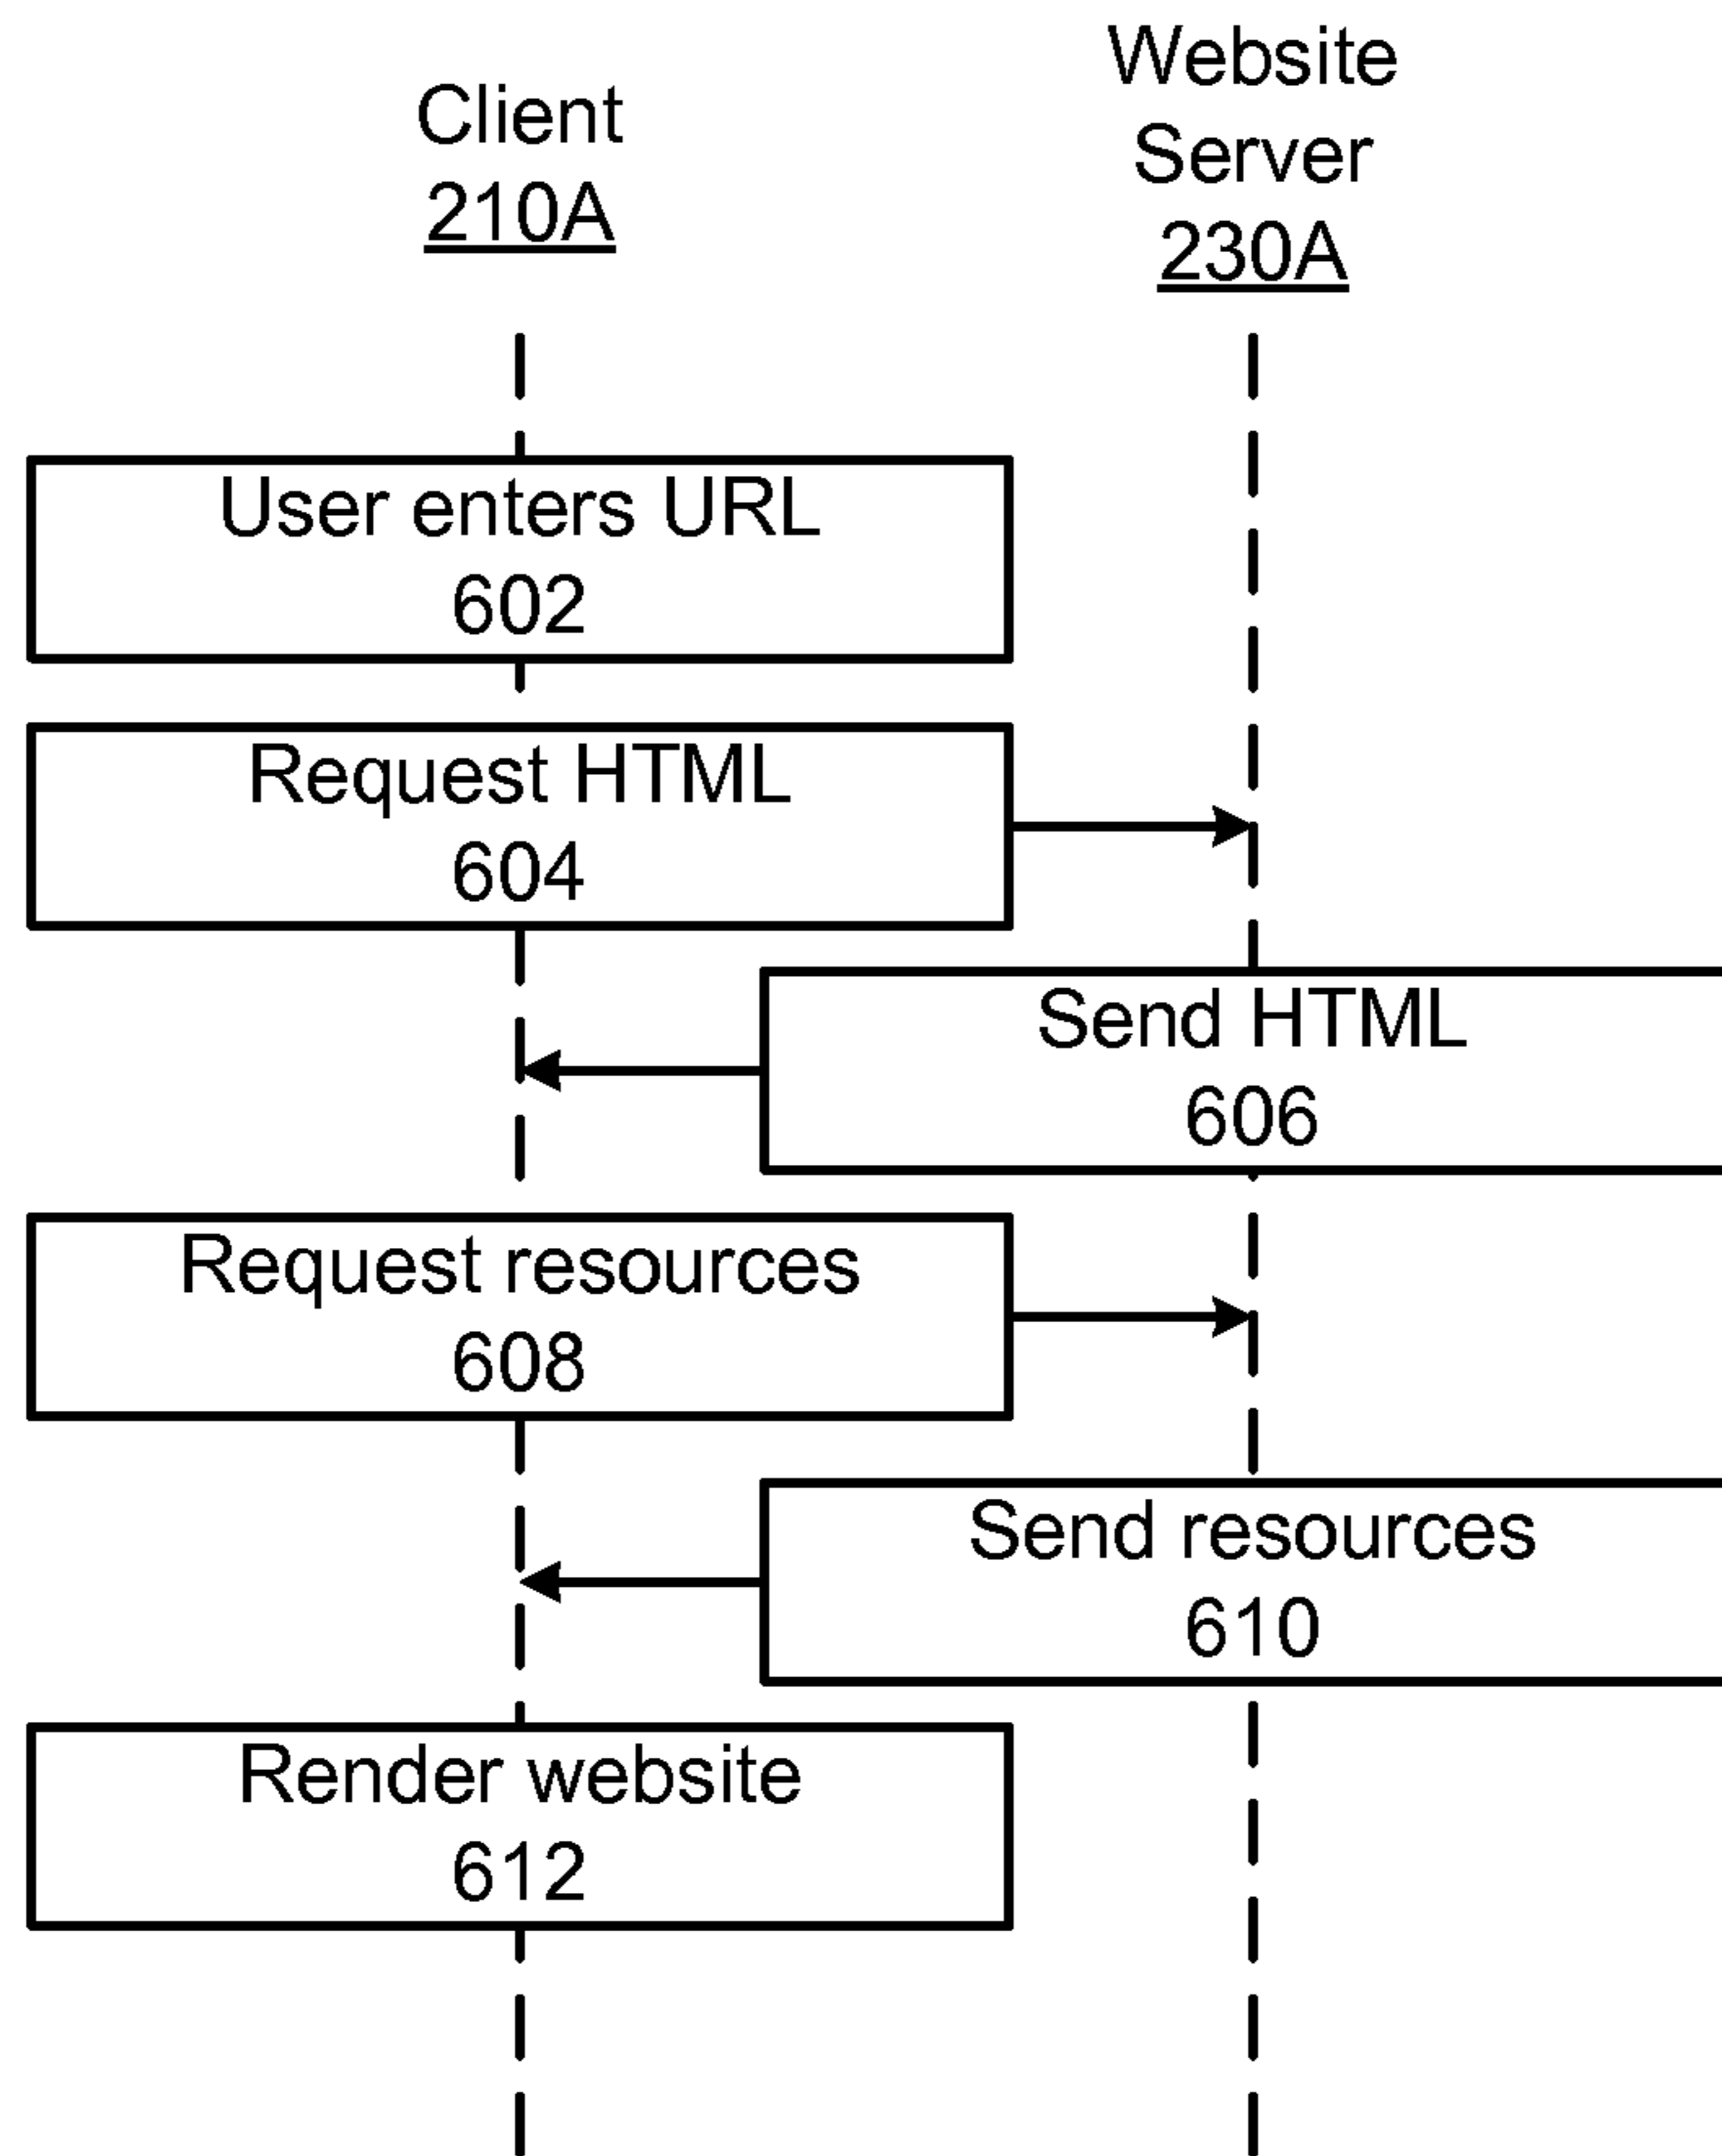 Client
210A
Website
Server
230A
User enters URL
602
Request HTML
604
Send HTML
606
Request resources
608
Send resources
610
Render website
612